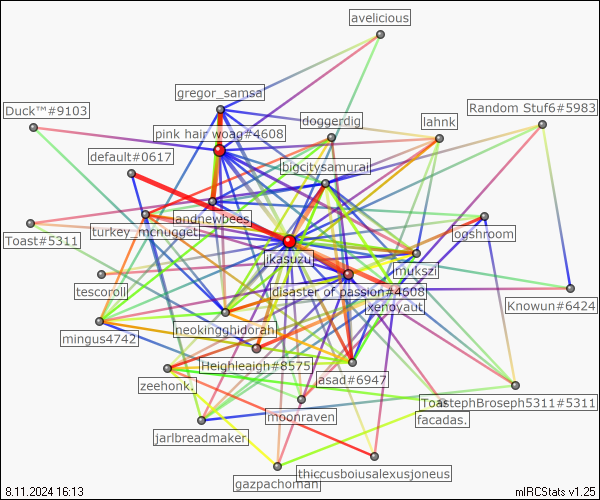 avelicious
gregor_samsa
Duck™#9103
Random Stuf6#5983
doggerdig
lahnk
pink hair woag#4608
default#0617
bigcitysamurai
landnewbees
turkey_mcnugget
ogshroom
Toast#5311
ikasuzu
mukszi
tescoroll
disaster of passion#4608
xenoyaut
Knowun#6424
neokingghidorah
mingus4742
Heighleaigh#8575
asad#6947
zeehonk.
ToastephBroseph5311#5311
moonraven
facadas.
jarlbreadmaker
thiccusboiusalexusjoneus
gazpachoman
8.11.2024 16:13
mIRCStats v1.25